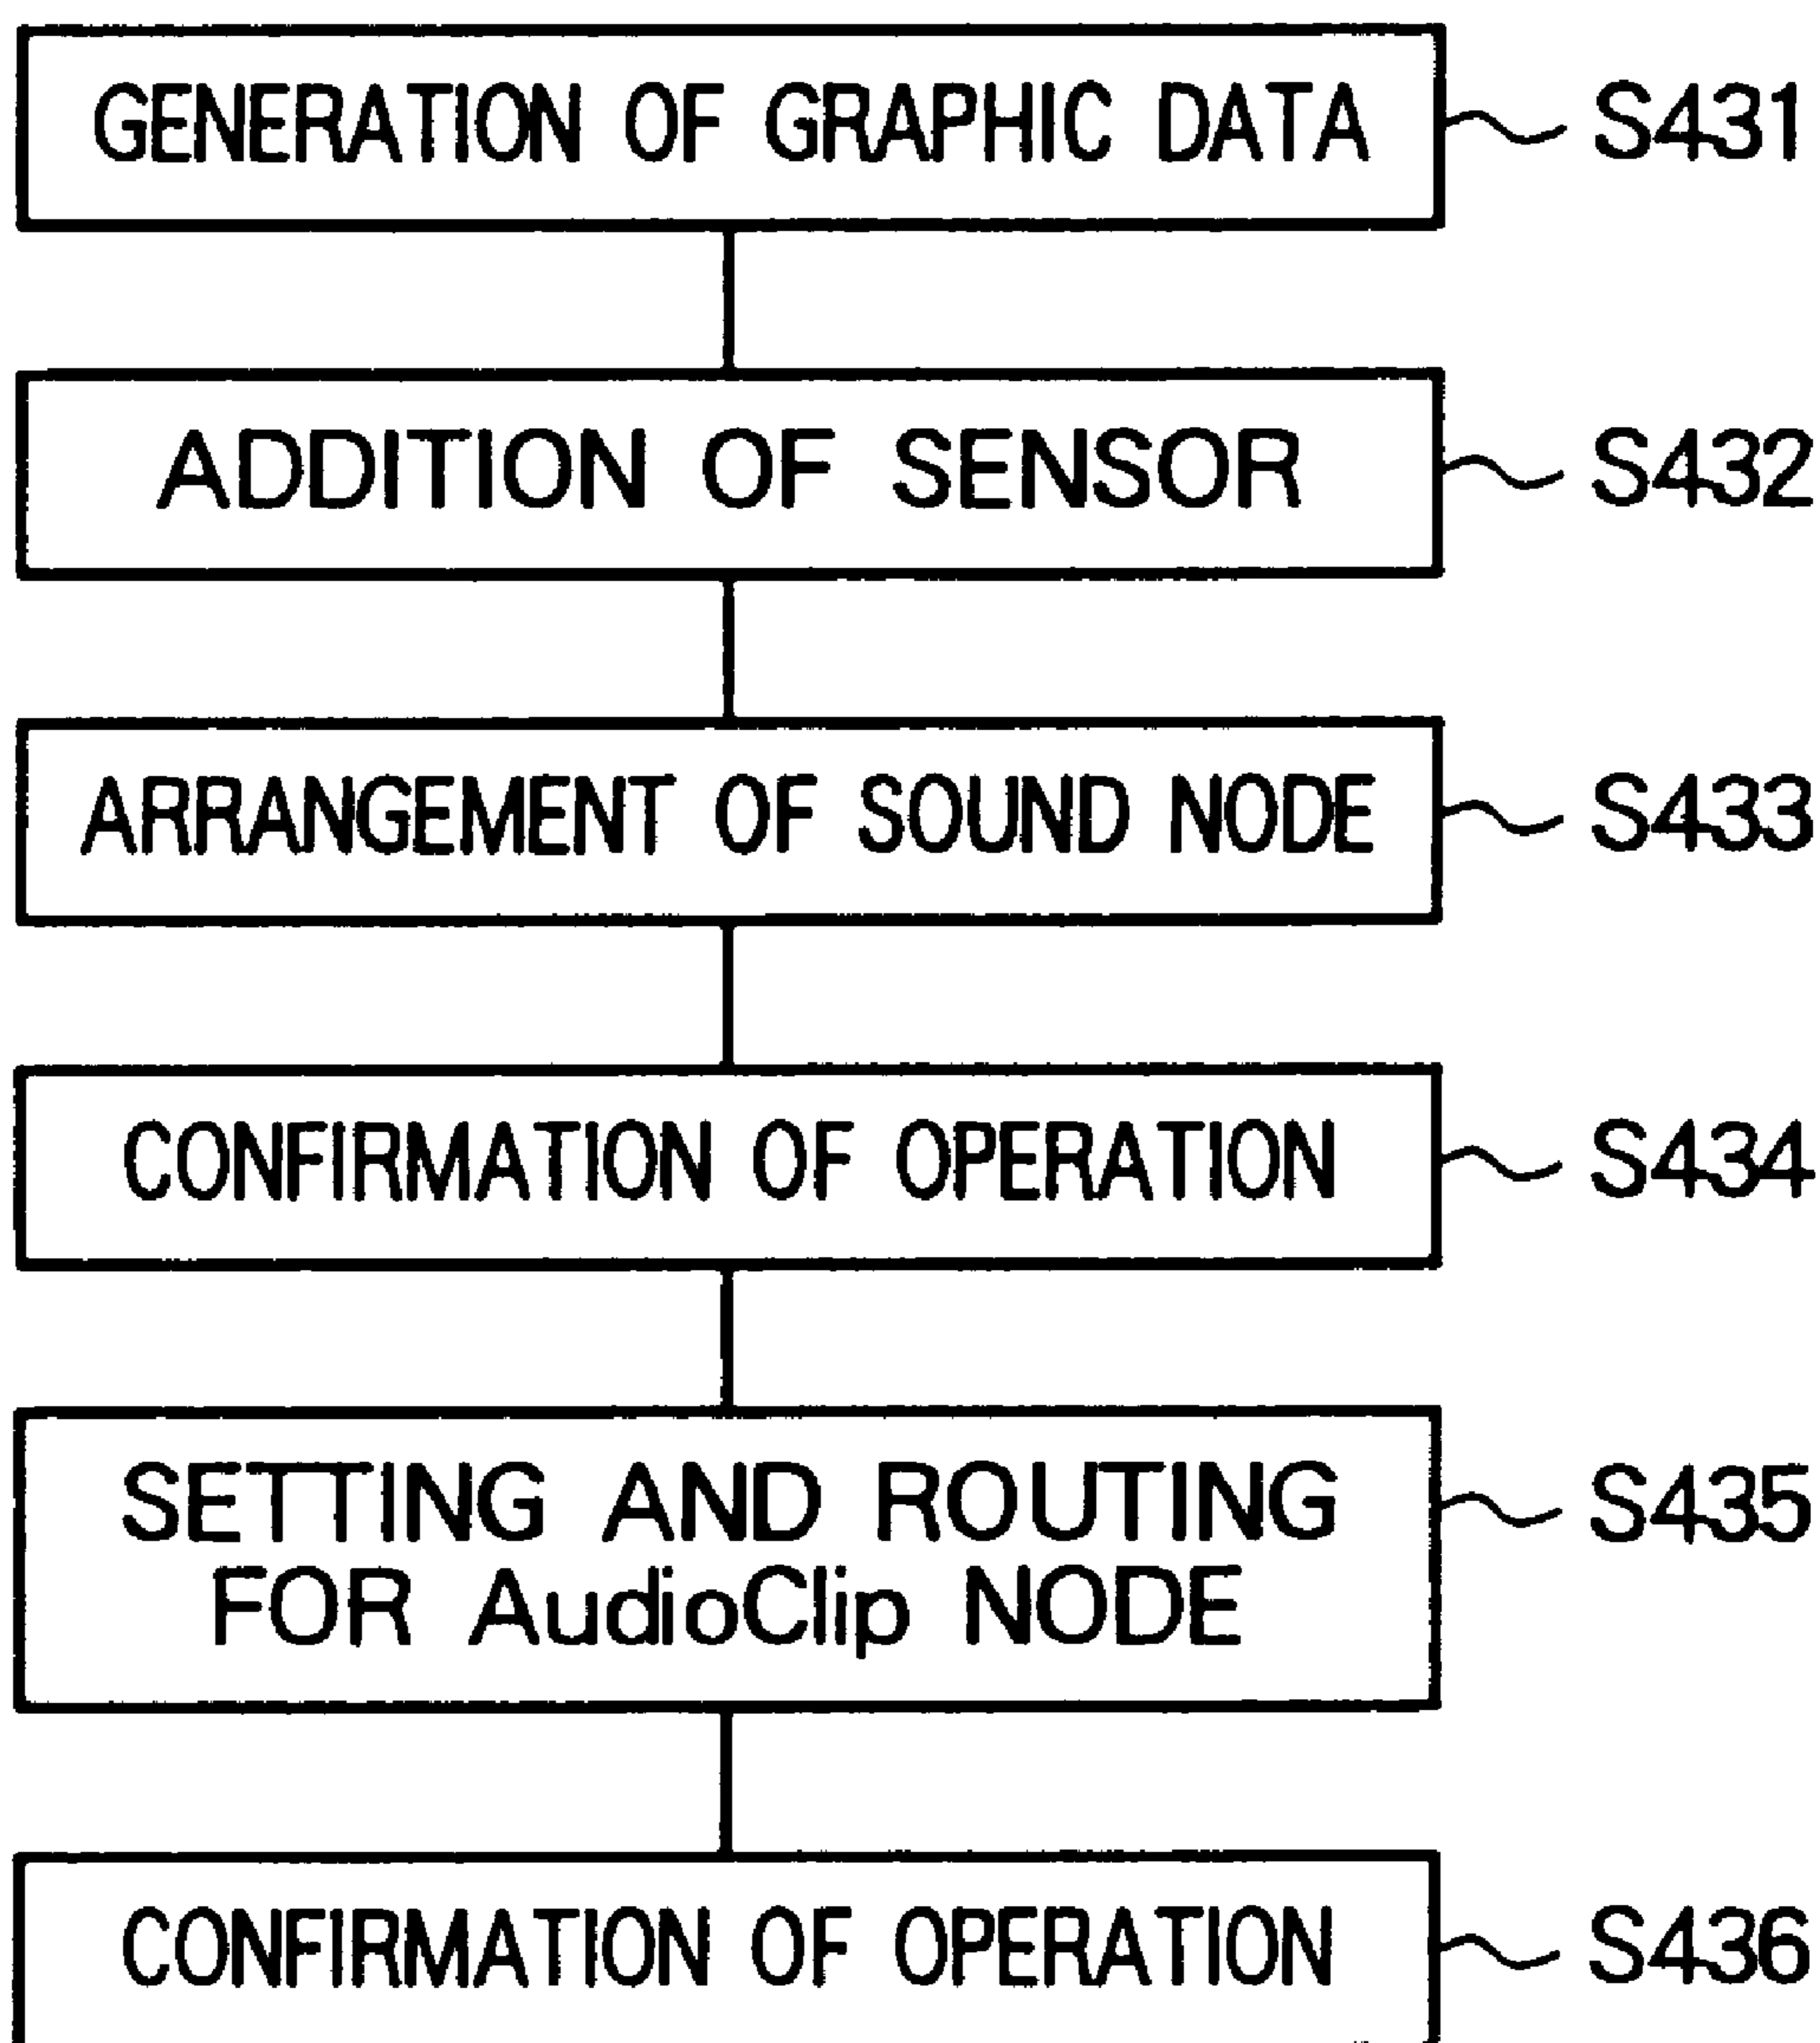 GENERATION OF GRAPHIC DATA S431
ADDITION OF SENSOR S432
ARRANGEMENT OF SOUND NODE S433
CONFIRMATION OF OPERATION S434
SETTING AND ROUTING S435
FOR AudioClip NODE
CONFIRMATION OF OPERATION S436